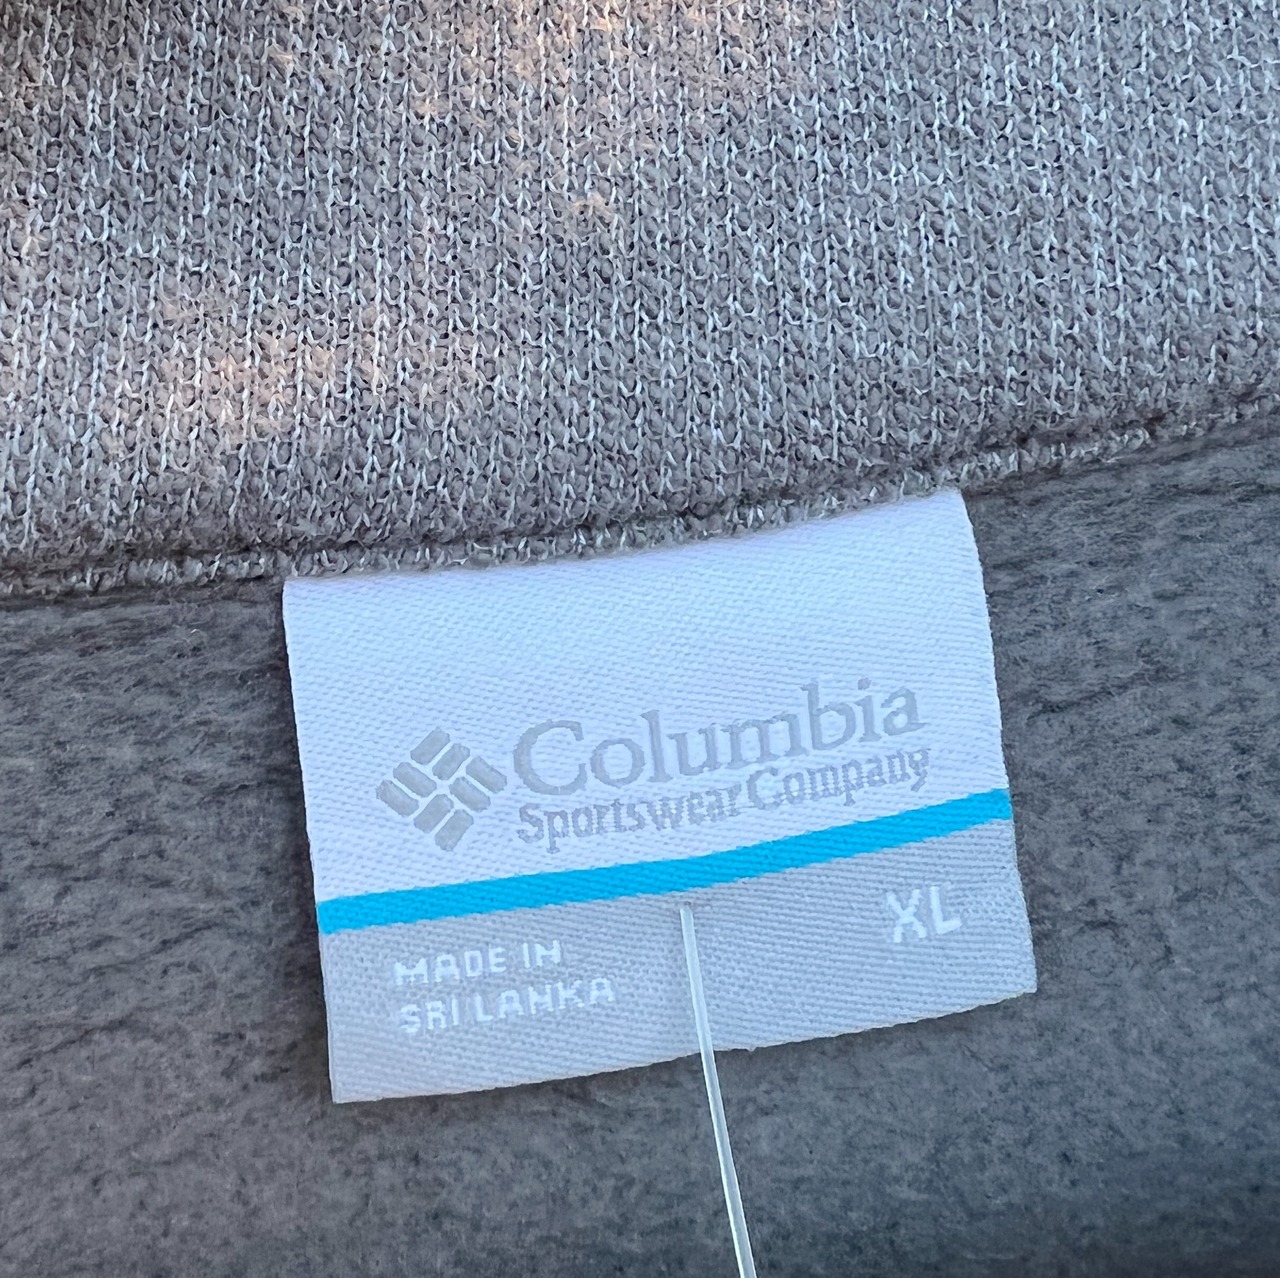 Columbia
Sportswear Company
XL
MADE IN
SRI LANKA